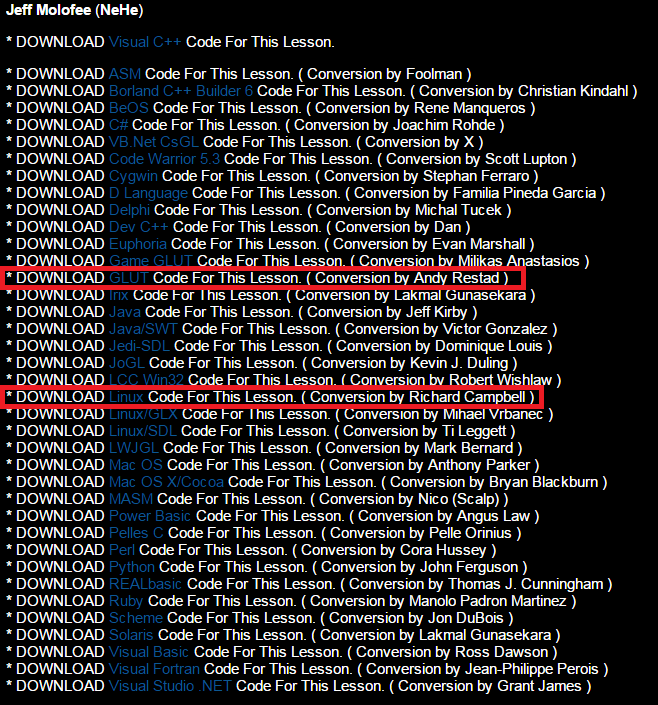 Jeff Molofee (NeHe)
* DOWNLOAD Visual C++ Code For This Lesson.
* DOWNLOAD ASM Code For This Lesson. ( Conversion by Foolman )
* DOWNLOAD Borland C++ Builder 6 Code For This Lesson. ( Conversion by Christian Kindahl )
* DOWNLOAD BeOS Code For This Lesson. ( Conversion by Rene Manqueros )
* DOWNLOAD C# Code For This Lesson. ( Conversion by Joachim Rohde )
* DOWNLOAD VB.Net CsGL Code For This Lesson. ( Conversion by X )
* DOWNLOAD Code Warrior 5.3 Code For This Lesson. ( Conversion by Scott Lupton )
* DOWNLOAD Cygwin Code For This Lesson. ( Conversion by Stephan Ferraro )
* DOWNLOAD D Language Code For This Lesson. ( Conversion by Familia Pineda Garcia )
* DOWNLOAD Delphi Code For This Lesson. ( Conversion by Michal Tucek )
* DOWNLOAD Dev C++ Code For This Lesson. ( Conversion by Dan )
* DOWNLOAD Euphoria Code For This Lesson. ( Conversion by Evan Marshall )
* DOWNLOAD Game GLUT Code For This Lesson. ( Conversion by Milikas Anastasios )
* DOWNLOAD GLUT Code For This Lesson. ( Conversion by Andy Restad )
* DOWNLOAD Irix Code For This Lesson. ( Conversion by Lakmal Gunasekara )
* DOWNLOAD Java Code For This Lesson. ( Conversion by Jeff Kirby )
* DOWNLOAD Java/SWT Code For This Lesson. ( Conversion by Victor Gonzalez )
* DOWNLOAD Jedi-SDL Code For This Lesson. ( Conversion by Dominique Louis )
* DOWNLOAD JoGL Code For This Lesson. ( Conversion by Kevin J. Duling )
* DOWNLOAD LCC Win32 Code For This Lesson. ( Conversion by Robert Wishlaw )
* DOWNLOAD Linux Code For This Lesson. ( Conversion by Richard Campbell )
* DOWNLOAD Linux/GLX Code For This Lesson. ( Conversion by Mihael Vrbanec )
* DOWNLOAD Linux/SDL Code For This Lesson. ( Conversion by Ti Leggett )
* DOWNLOAD LWJGL Code For This Lesson. ( Conversion by Mark Bernard )
* DOWNLOAD Mac OS Code For This Lesson. ( Conversion by Anthony Parker )
* DOWNLOAD Mac OS X/Cocoa Code For This Lesson. ( Conversion by Bryan Blackburn )
* DOWNLOAD MASM Code For This Lesson. ( Conversion by Nico (Scalp) )
* DOWNLOAD Power Basic Code For This Lesson. ( Conversion by Angus Law )
* DOWNLOAD Pelles C Code For This Lesson. ( Conversion by Pelle Orinius )
* DOWNLOAD Perl Code For This Lesson. ( Conversion by Cora Hussey )
* DOWNLOAD Python Code For This Lesson. ( Conversion by John Ferguson )
* DOWNLOAD REALbasic Code For This Lesson. ( Conversion by Thomas J. Cunningham )
* DOWNLOAD Ruby Code For This Lesson. ( Conversion by Manolo Padron Martinez )
* DOWNLOAD Scheme Code For This Lesson. ( Conversion by Jon DuBois )
* DOWNLOAD Solaris Code For This Lesson. ( Conversion by Lakmal Gunasekara )
* DOWNLOAD Visual Basic Code For This Lesson. ( Conversion by Ross Dawson )
* DOWNLOAD Visual Fortran Code For This Lesson. ( Conversion by Jean-Philippe Perois )
* DOWNLOAD Visual Studio .NET Code For This Lesson. ( Conversion by Grant James )